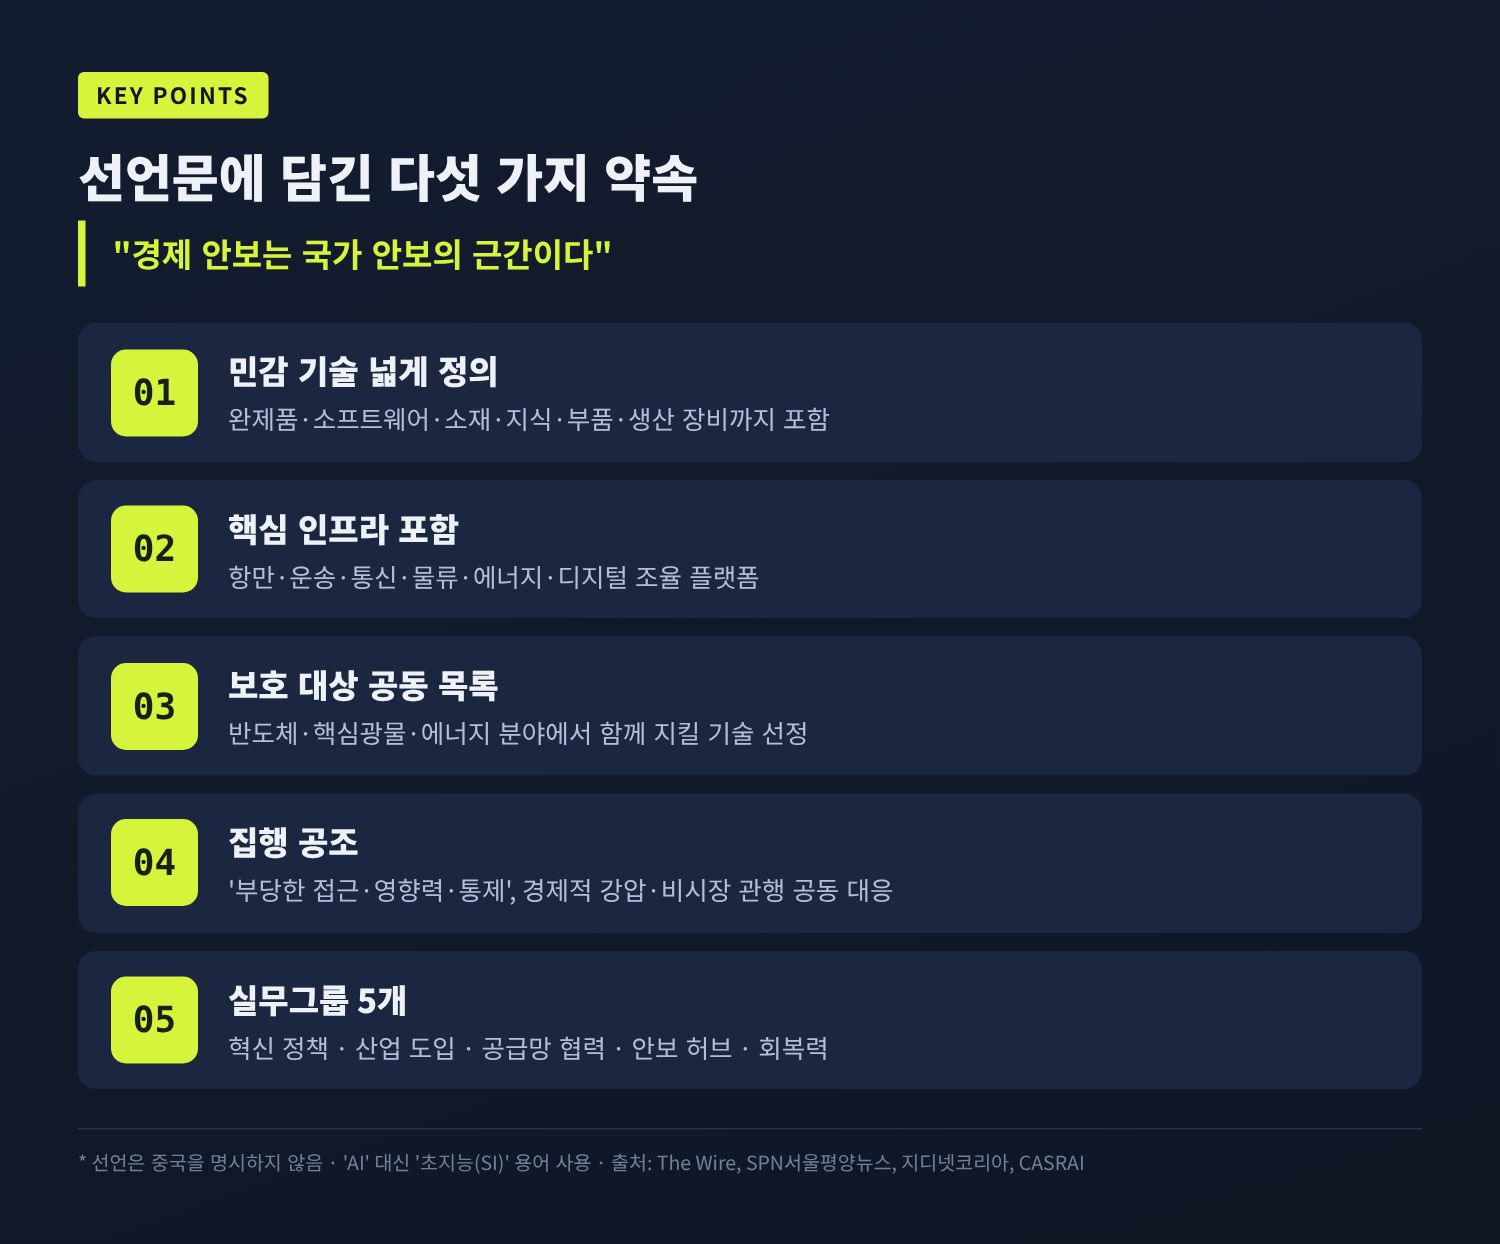 KEY POINTS
선언문에 담긴 다섯 가지 약속
"경제 안보는 국가 안보의 근간이다"
01
민감 기술 넓게 정의
완제품·소프트웨어·소재·지식·부품·생산 장비까지 포함
02
핵심 인프라 포함
항만·운송·통신·물류·에너지·디지털 조율 플랫폼
03
보호 대상 공동 목록
반도체·핵심광물·에너지 분야에서 함께 지킬 기술 선정
04
집행 공조
'부당한 접근·영향력·통제', 경제적 강압·비시장 관행 공동 대응
05
실무그룹 5개
혁신 정책 · 산업 도입 · 공급망 협력 · 안보 허브 · 회복력
* 선언은 중국을 명시하지 않음 · 'AI' 대신 '초지능(SI)' 용어 사용 · 출처: The Wire, SPN서울평양뉴스, 지디넷코리아, CASRAI